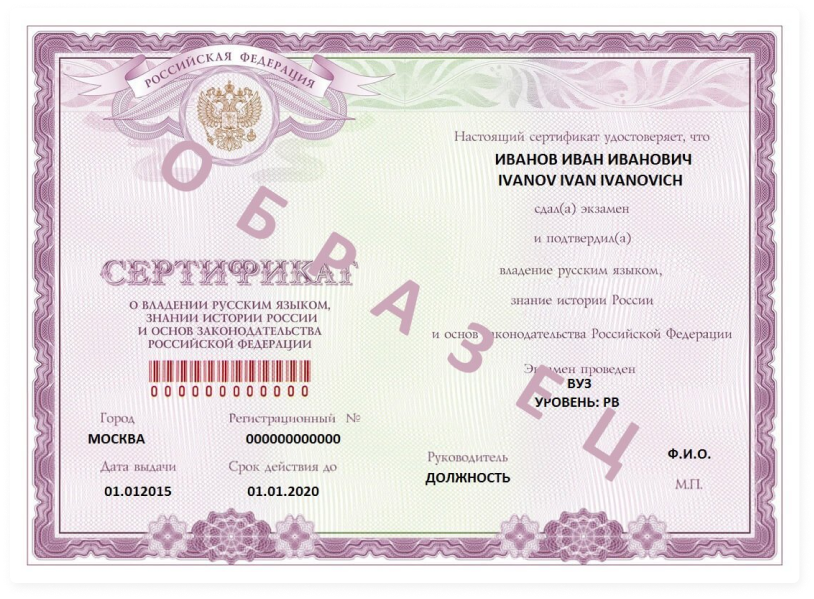 РОССИЙСКАЯ ФЕДЕРАЦИЯ
СЕРТИФИКАТ
О ВЛАДЕНИИ РУССКИМ ЯЗЫКОМ,
ЗНАНИИ ИСТОРИИ РОССИИ
И ОСНОВ ЗАКОНОДАТЕЛЬСТВА
РОССИЙСКОЙ ФЕДЕРАЦИИ
000000000000
Город
Регистрационный №
МОСКВА
000000000000
Дата выдачи
Срок действия до
01.012015
01.01.2020
Настоящий сертификат удостоверяет, что
ИВАНОВ ИВАН ИВАНОВИЧ
IVANOV IVAN IVANOVICH
сдал(а) экзамен
и подтвердил(а)
владение русским языком,
знание истории России
и основ законодательства Российской Федерации
Экзамен проведен
ВУЗ
УРОВЕНЬ: РВ
Руководитель
Ф.И.О.
ДОЛЖНОСТЬ
М.П.
ОБРАЗЕЦ